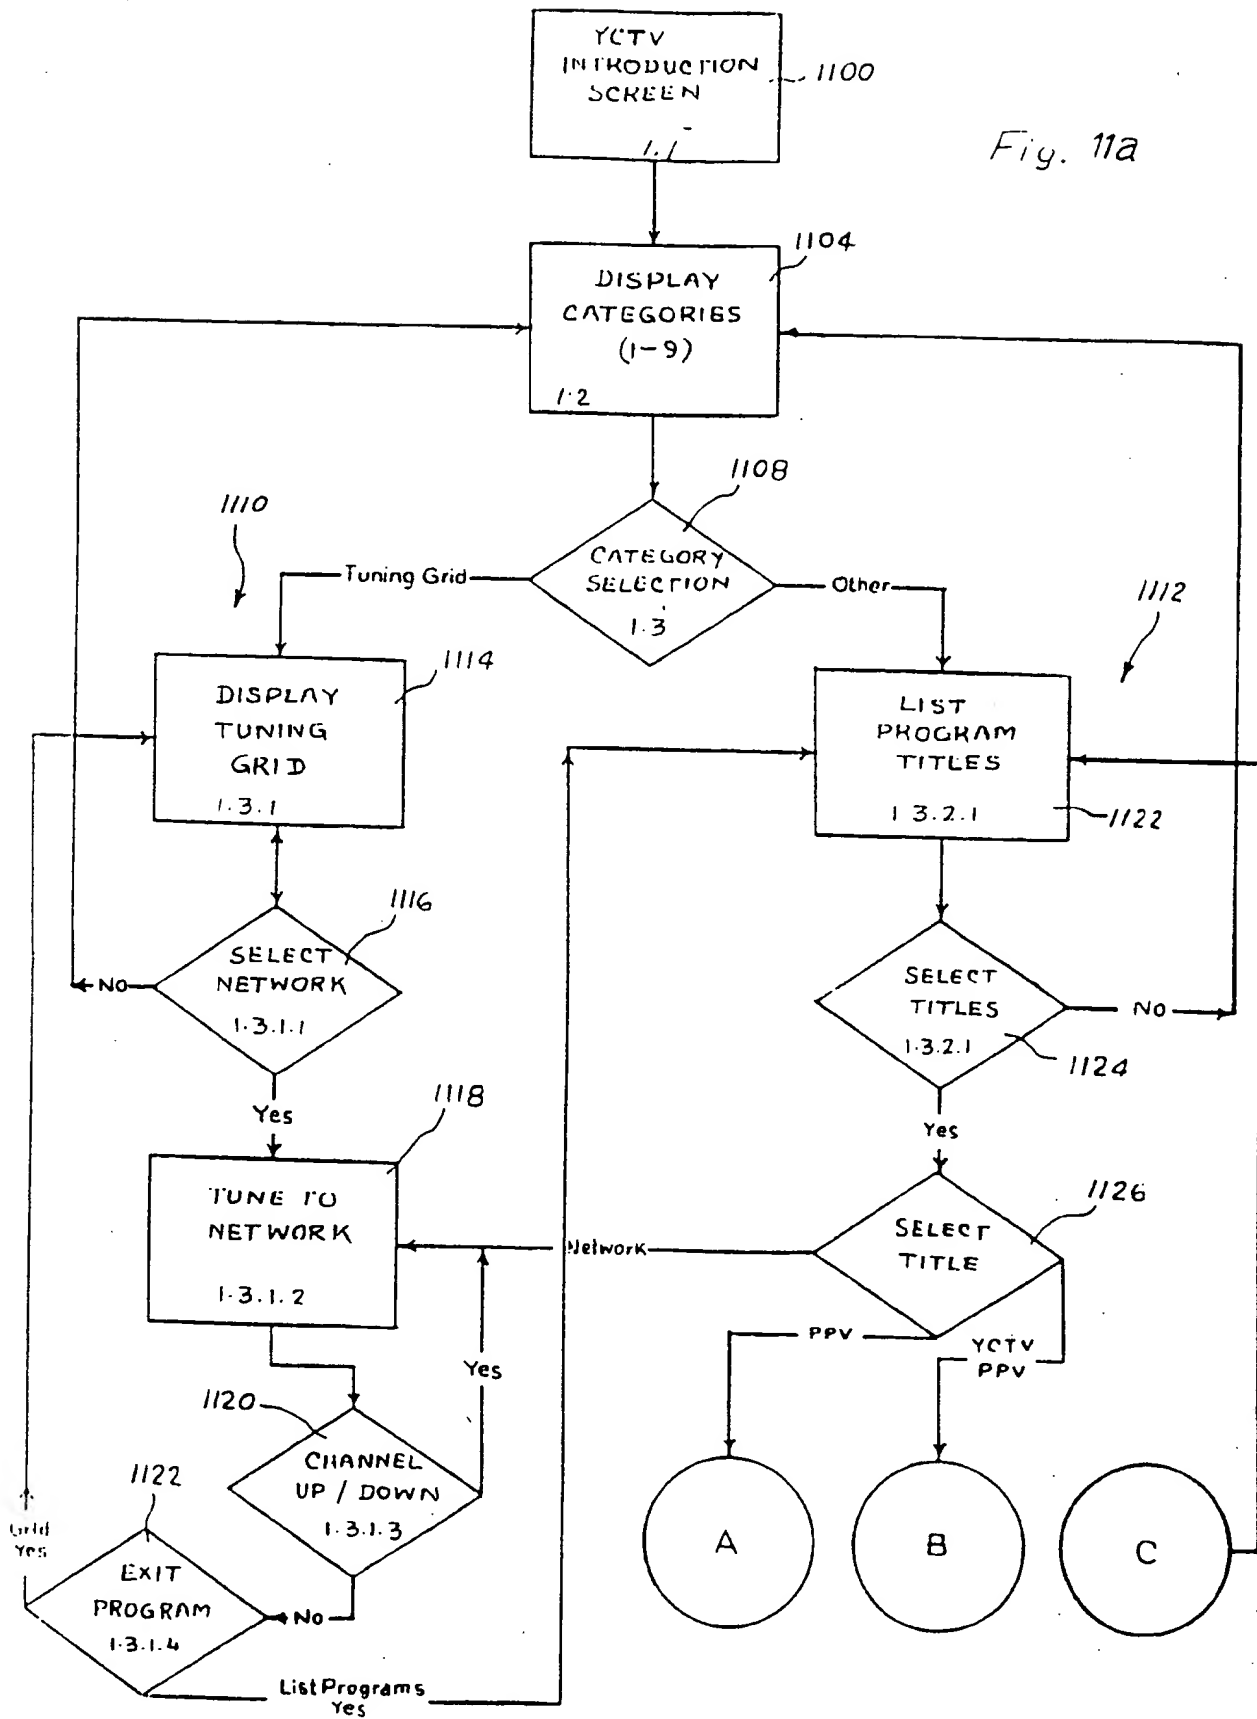 YCTV
INTRODUCTION
SCREEN
1.1
1100
Fig. 11a
1104
DISPLAY
CATEGORIES
(1-9)
1.2
1108
1110
CATEGORY
SELECTION
1.3
Tuning Grid
Other
1112
1114
DISPLAY
TUNING
GRID
1.3.1
LIST
PROGRAM
TITLES
1 3.2.1
1122
1116
SELECT
NETWORK
1.3.1.1
No
SELECT
TITLES
1.3.2.1
NO
1124
Yes
1118
Yes
TUNE TO
NETWORK
1.3.1.2
1126
SELECT
TITLE
Network
PPV
YCTV
PPV
Yes
1120
CHANNEL
UP / DOWN
1.3.1.3
1122
Grid
Yes
EXIT
PROGRAM
1.3.1.4
No
A
B
C
List Programs
Yes